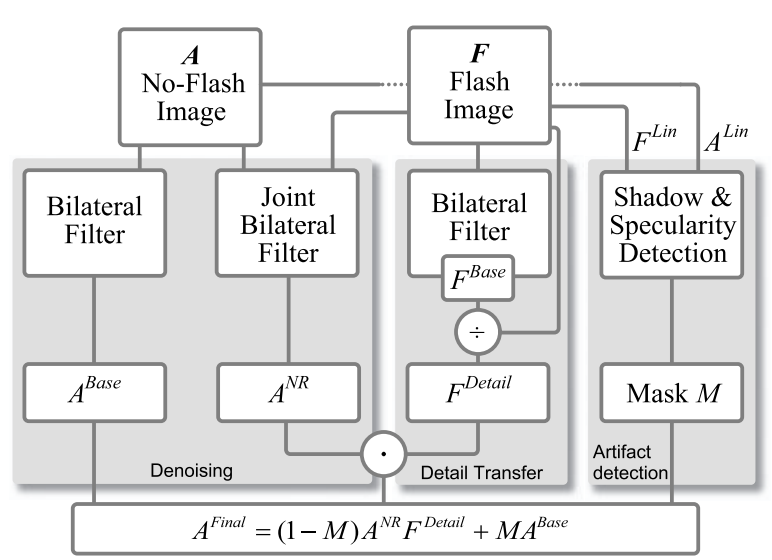 A
No-Flash
Image
F
Flash
Image
F^Lin
A^Lin
Bilateral
Filter
Joint
Bilateral
Filter
Bilateral
Filter
F^Base
Shadow &
Specularity
Detection
÷
A^Base
A^NR
F^Detail
Mask M
·
Denoising
Detail Transfer
Artifact
detection
A^Final = (1 − M) A^NR F^Detail + M A^Base